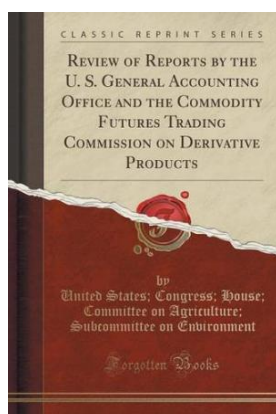 CLASSIC REPRINT SERIES
REVIEW OF REPORTS BY THE
U. S. GENERAL ACCOUNTING
OFFICE AND THE COMMODITY
FUTURES TRADING
COMMISSION ON DERIVATIVE
PRODUCTS
by
United States; Congress; House;
Committee on Agriculture;
Subcommittee on Environment
Forgotten Books